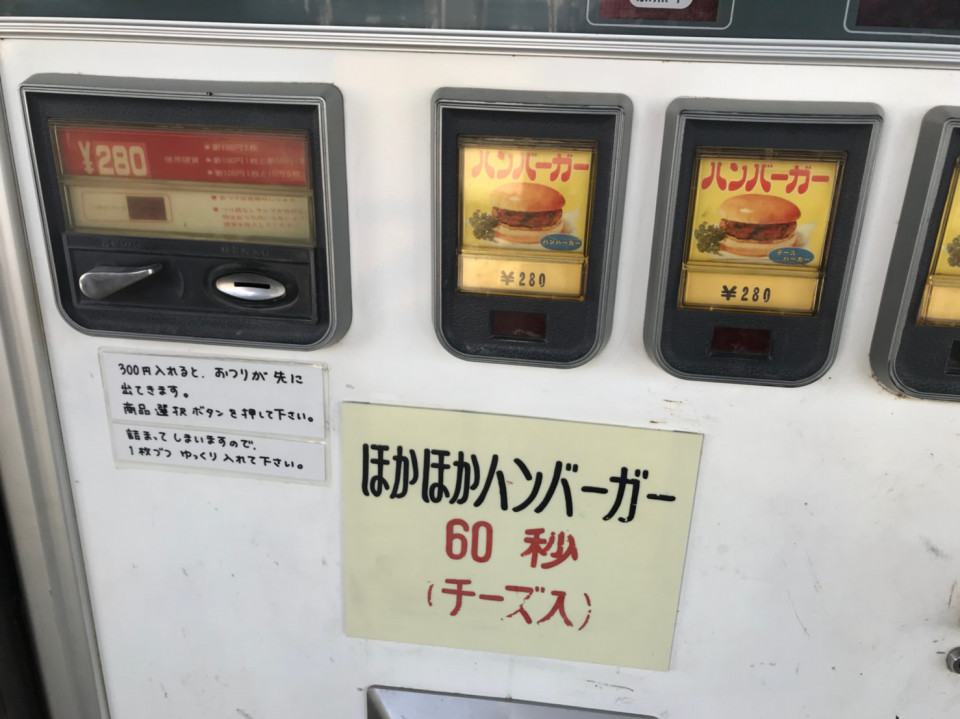 ¥280
300円入れると、おつりが先に
出てきます。
商品選択ボタンを押して下さい。
詰まってしまいますので、
1枚づつ ゆっくり入れて下さい。
ハンバーガー
ハンバーガー
¥280
ハンバーガー
チーズ
バーガー
¥280
ほかほかハンバーガー
60 秒
(チーズ入)